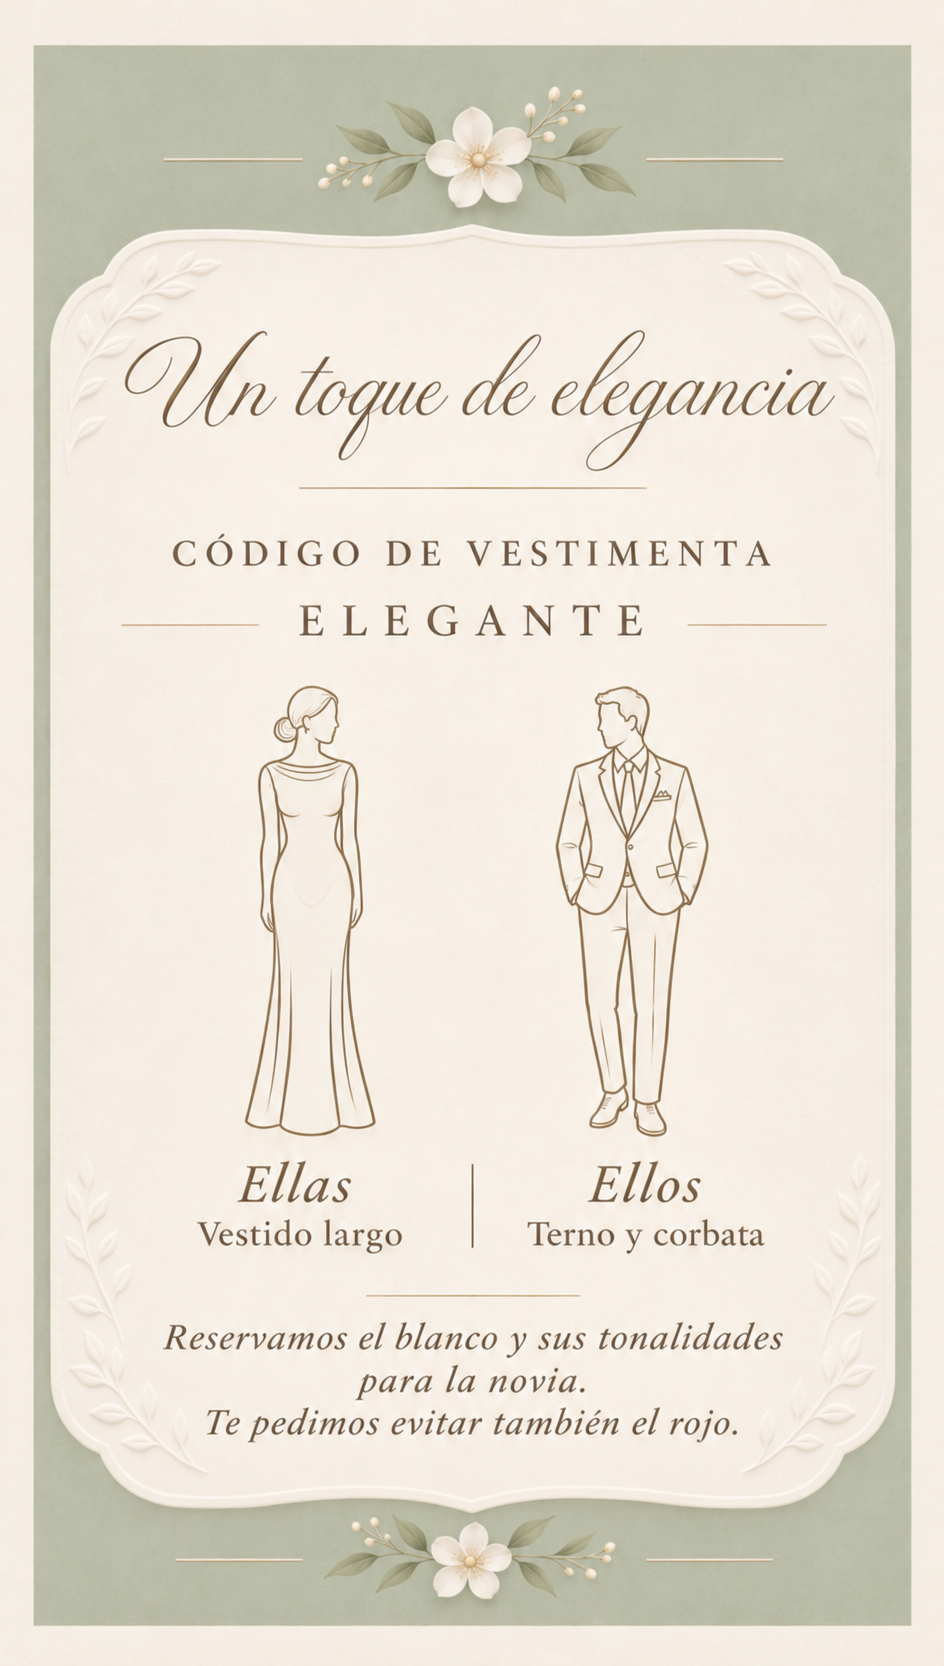 Un toque de elegancia
CÓDIGO DE VESTIMENTA
ELEGANTE
Ellas
Vestido largo
Ellos
Terno y corbata
Reservamos el blanco y sus tonalidades
para la novia.
Te pedimos evitar también el rojo.